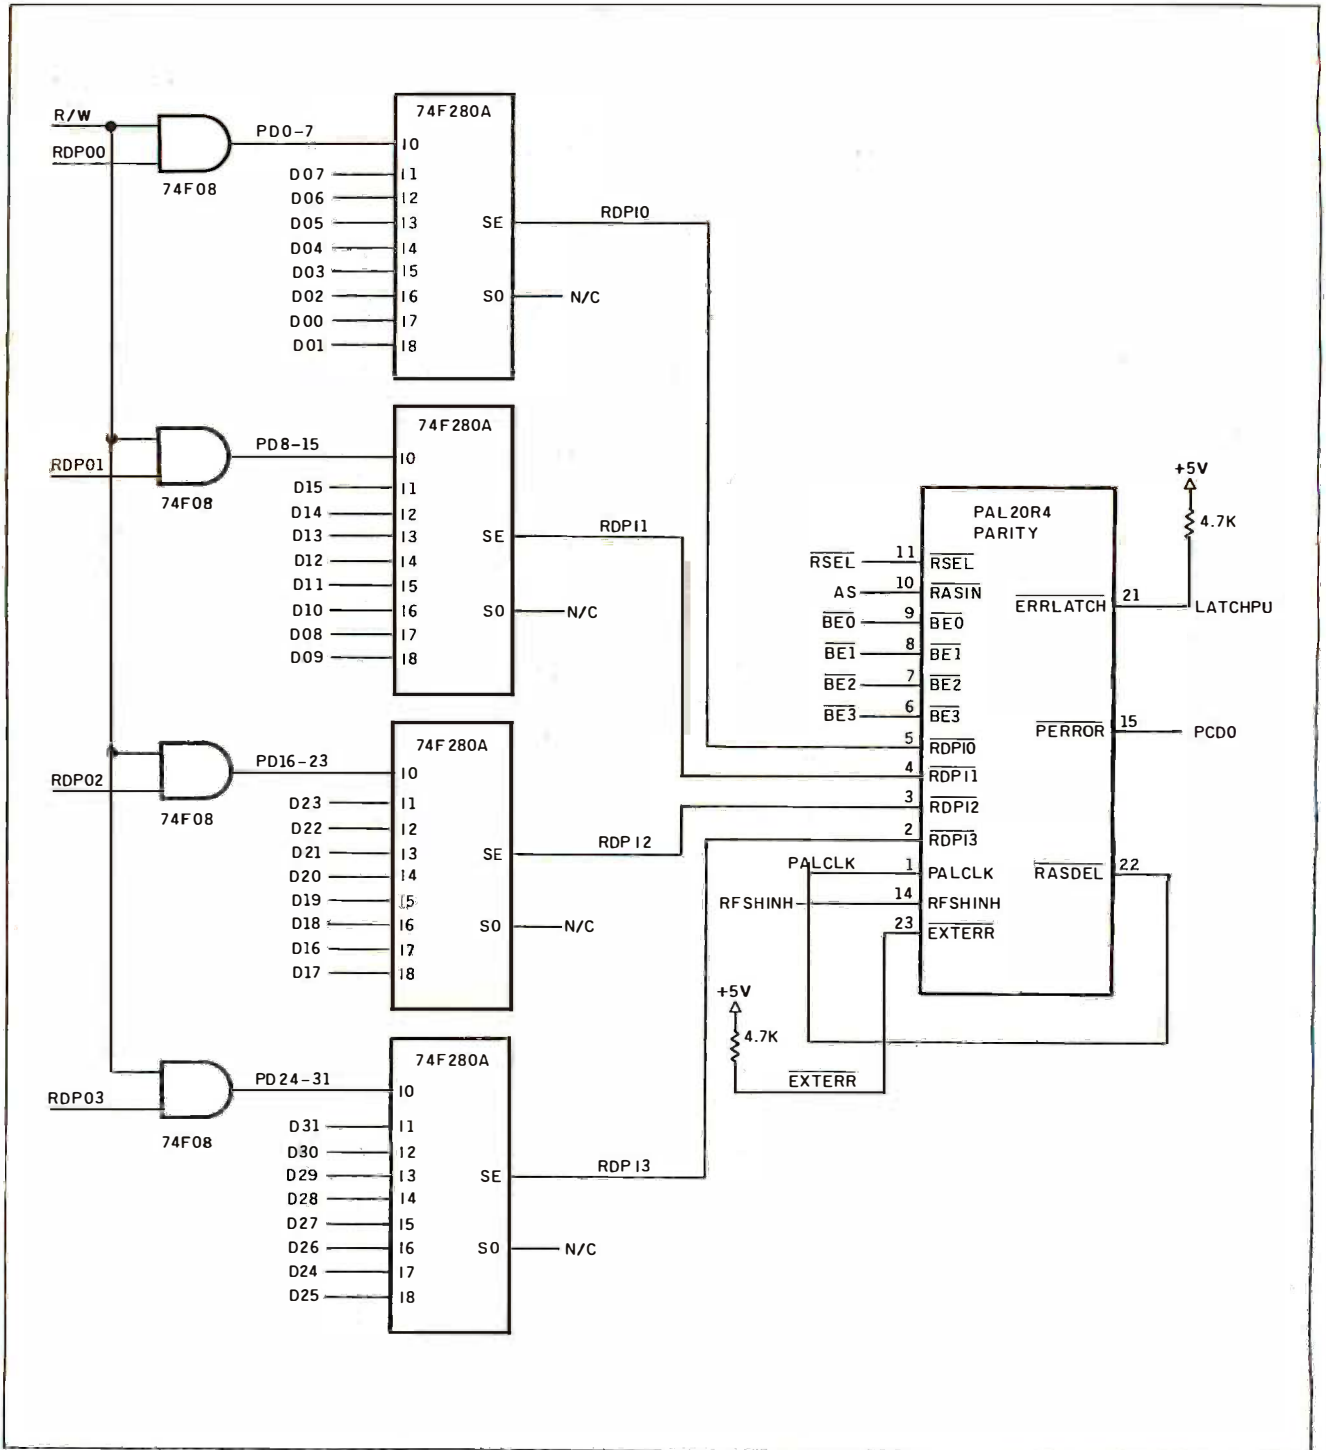 R/W
RDP00
74F08
PD0-7
74F280A
I0
D07 I1
D06 I2
D05 I3
D04 I4
D03 I5
D02 I6
D00 I7
D01 I8
SE
RDPI0
SO
N/C
RDP01
74F08
PD8-15
74F280A
I0
D15 I1
D14 I2
D13 I3
D12 I4
D11 I5
D10 I6
D08 I7
D09 I8
SE
RDPI1
SO
N/C
RDP02
74F08
PD16-23
74F280A
I0
D23 I1
D22 I2
D21 I3
D20 I4
D19 I5
D18 I6
D16 I7
D17 I8
SE
RDPI2
SO
N/C
RDP03
74F08
PD24-31
74F280A
I0
D31 I1
D30 I2
D29 I3
D28 I4
D27 I5
D26 I6
D24 I7
D25 I8
SE
RDPI3
SO
N/C
PAL20R4
PARITY
RSEL 11 RSEL
AS 10 RASIN
BE0 9 BE0
BE1 8 BE1
BE2 7 BE2
BE3 6 BE3
5 RDPI0
4 RDPI1
3 RDPI2
2 RDPI3
PALCLK 1 PALCLK
RFSHINH 14 RFSHINH
23 EXTERR
+5V
4.7K
EXTERR
+5V
4.7K
ERRLATCH 21 LATCHPU
PERROR 15 PCD0
RASDEL 22